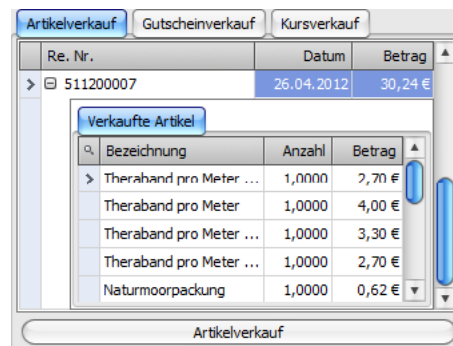 Artikelverkauf Gutscheinverkauf Kursverkauf
Re. Nr. Datum Betrag
511200007 26.04.2012 30,24 €
Verkaufte Artikel
Bezeichnung Anzahl Betrag
Theraband pro Meter ... 1,0000 2,70 €
Theraband pro Meter 1,0000 4,00 €
Theraband pro Meter ... 1,0000 3,30 €
Theraband pro Meter ... 1,0000 2,70 €
Naturmoorpackung 1,0000 0,62 €
Artikelverkauf